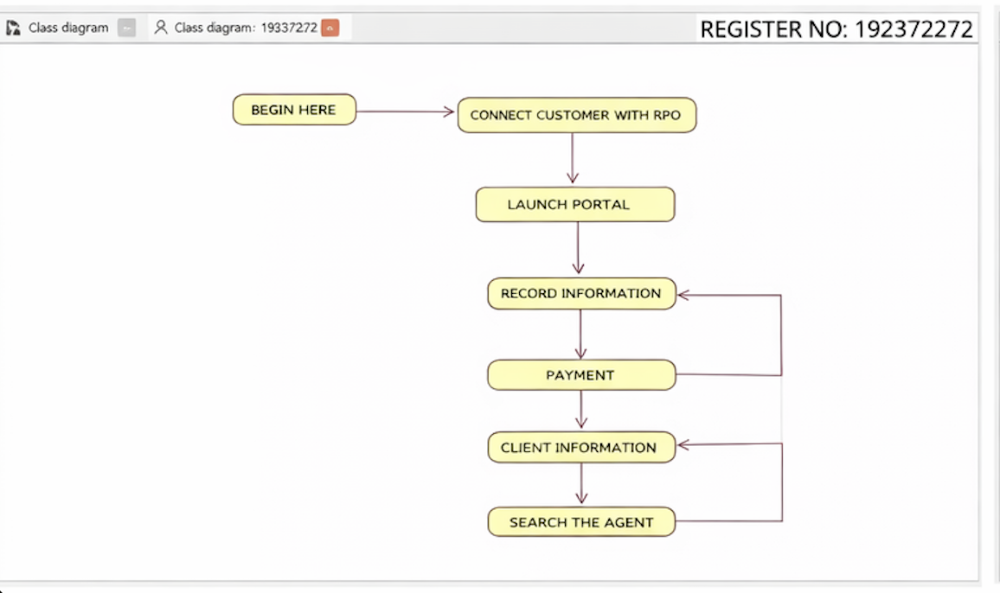 Class diagram
Class diagram: 19337272
REGISTER NO: 192372272
BEGIN HERE
CONNECT CUSTOMER WITH RPO
LAUNCH PORTAL
RECORD INFORMATION
PAYMENT
CLIENT INFORMATION
SEARCH THE AGENT